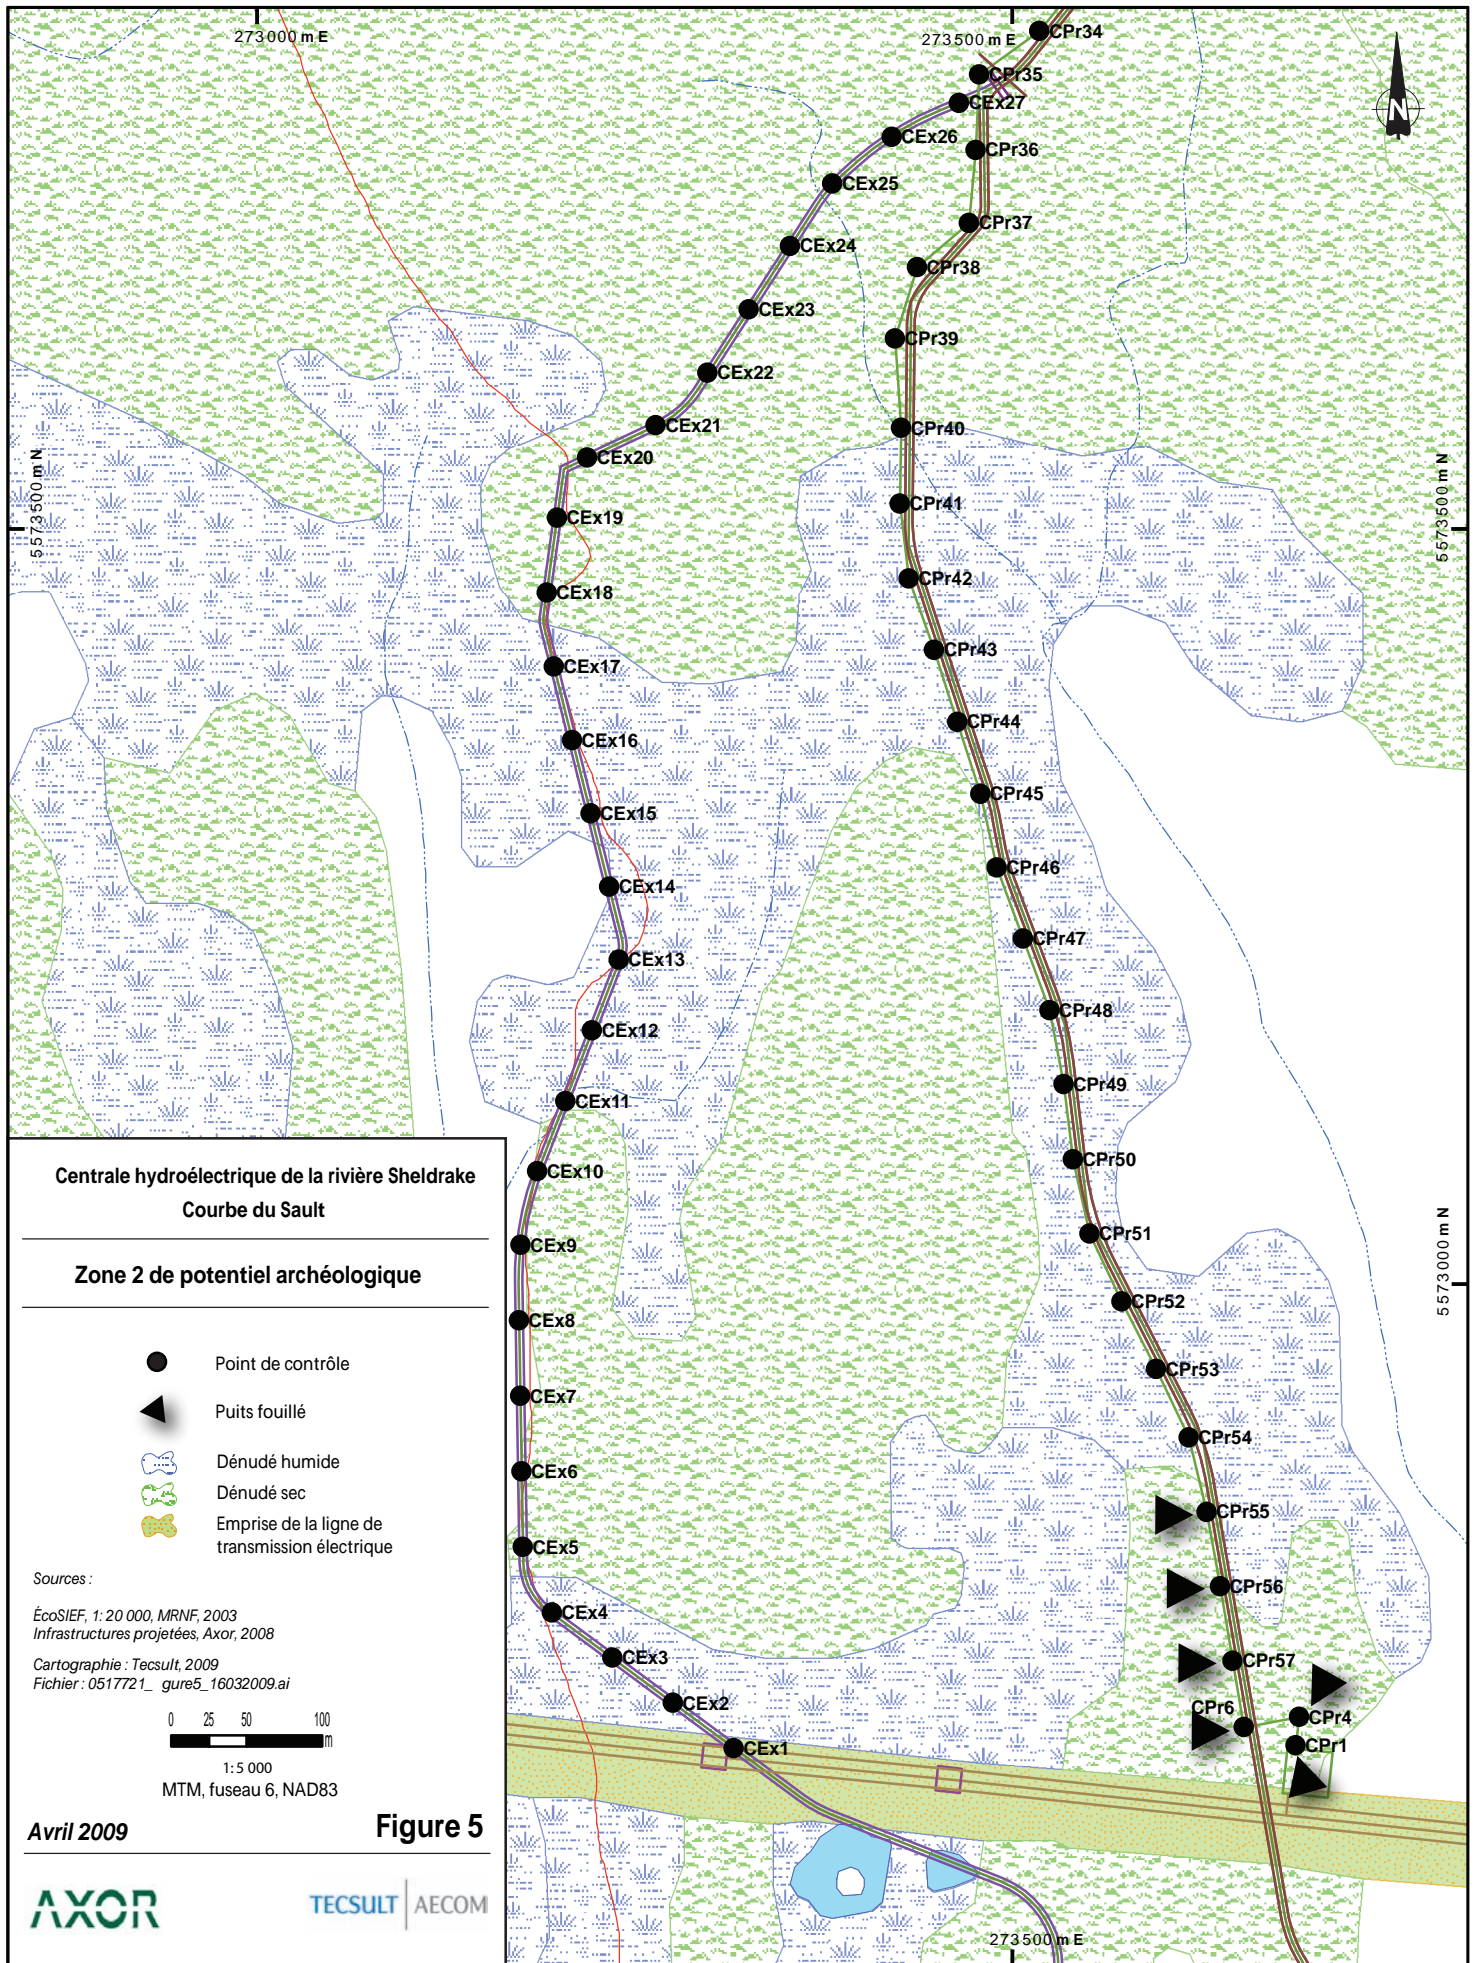 273000 m E
273500 m E
CPr34
CPr35
CEx27
CEx26
CPr36
CEx25
CPr37
CEx24
CPr38
CEx23
CPr39
CEx22
CEx21
CPr40
CEx20
5573500 m N
5573500 m N
CPr41
CEx19
CPr42
CEx18
CPr43
CEx17
CPr44
CEx16
CPr45
CEx15
CPr46
CEx14
CPr47
CEx13
CPr48
CEx12
CPr49
CEx11
CPr50
CEx10
CPr51
CEx9
5573000 m N
CPr52
CEx8
CPr53
CEx7
CPr54
CEx6
CPr55
CEx5
CPr56
CEx4
CPr57
CEx3
CEx2
CPr6
CPr4
CPr1
CEx1
273500 m E
Centrale hydroélectrique de la rivière Sheldrake
Courbe du Sault
Zone 2 de potentiel archéologique
Point de contrôle
Puits fouillé
Dénudé humide
Dénudé sec
Emprise de la ligne de
transmission électrique
Sources :
ÉcoSIEF, 1: 20 000, MRNF, 2003
Infrastructures projetées, Axor, 2008
Cartographie : Tecsult, 2009
Fichier : 0517721_ gure5_16032009.ai
0 25 50 100
m
1: 5 000
MTM, fuseau 6, NAD83
Avril 2009
Figure 5
AXOR
TECSULT AECOM
N